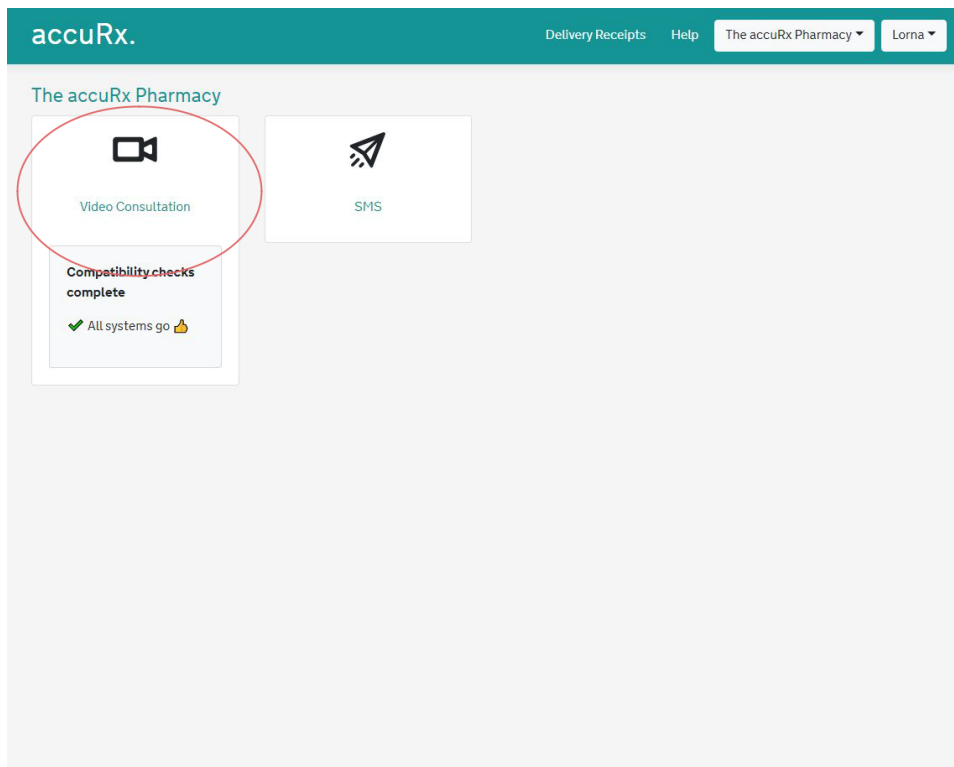 accuRx.
Delivery Receipts
Help
The accuRx Pharmacy
Lorna
The accuRx Pharmacy
Video Consultation
SMS
Compatibility checks
complete
All systems go